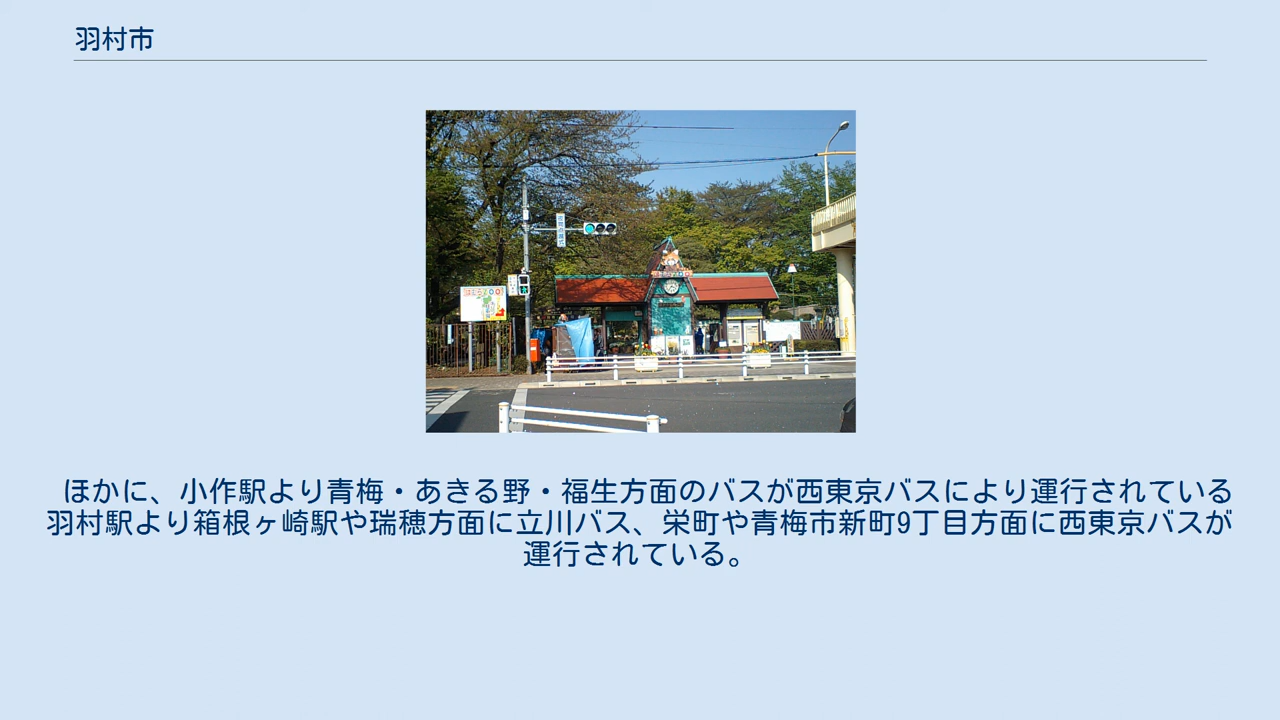 羽村市
ほかに、小作駅より青梅・あきる野・福生方面のバスが西東京バスにより運行されている
羽村駅より箱根ヶ崎駅や瑞穂方面に立川バス、栄町や青梅市新町9丁目方面に西東京バスが
運行されている。